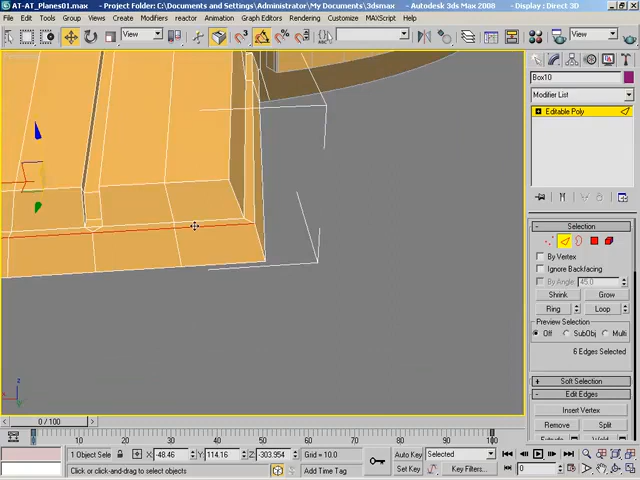 AT-AT_Planes01.max - Project Folder: C:\Documents and Settings\Administrator\My Documents\3dsmax - Autodesk 3ds Max 2008 - Display : Direct 3D
File Edit Tools Group Views Create Modifiers reactor Animation Graph Editors Rendering Customize MAXScript Help
View View
Box10
Modifier List
Editable Poly
Selection
By Vertex
Ignore Backfacing
By Angle: 45.0
Shrink Grow
Ring Loop
Preview Selection
Off SubObj Multi
6 Edges Selected
Soft Selection
Edit Edges
Insert Vertex
Remove Split
Extrude Weld
0 / 100
0 10 20 30 40 50 60 70 80 90 100
1 Object Sele X: -48.46 Y: 114.16 Z: -303.954 Grid = 10.0 Auto Key Selected
Click or click-and-drag to select objects Add Time Tag Set Key Key Filters... 0